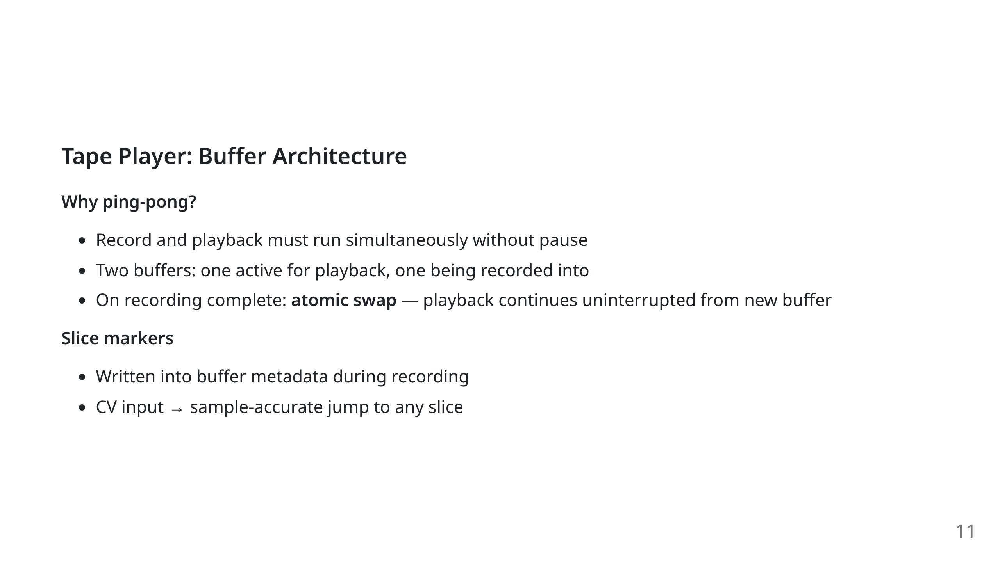 Tape Player: Buffer Architecture
Why ping-pong?
• Record and playback must run simultaneously without pause
• Two buffers: one active for playback, one being recorded into
• On recording complete: atomic swap — playback continues uninterrupted from new buffer
Slice markers
• Written into buffer metadata during recording
• CV input → sample-accurate jump to any slice
11